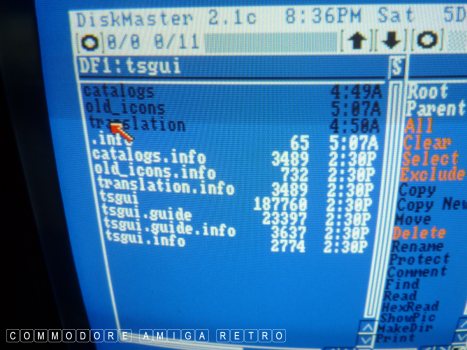 DiskMaster 2.1c 8:36PM Sat 5D
0/0 0/11
DF1:tsgui S
catalogs 4:49A
old_icons 5:07A
translation 4:50A
.info 65 5:07A
catalogs.info 3489 2:30P
old_icons.info 732 2:30P
translation.info 3489 2:30P
tsgui 187760 2:30P
tsgui.guide 23397 2:30P
tsgui.guide.info 3637 2:30P
tsgui.info 2774 2:30P
Root
Parent
All
Clear
Select
Exclude
Copy
Copy New
Move
Delete
Rename
Protect
Comment
Find
Read
HexRead
ShowPic
MakeDir
Print
COMMODORE AMIGA RETRO